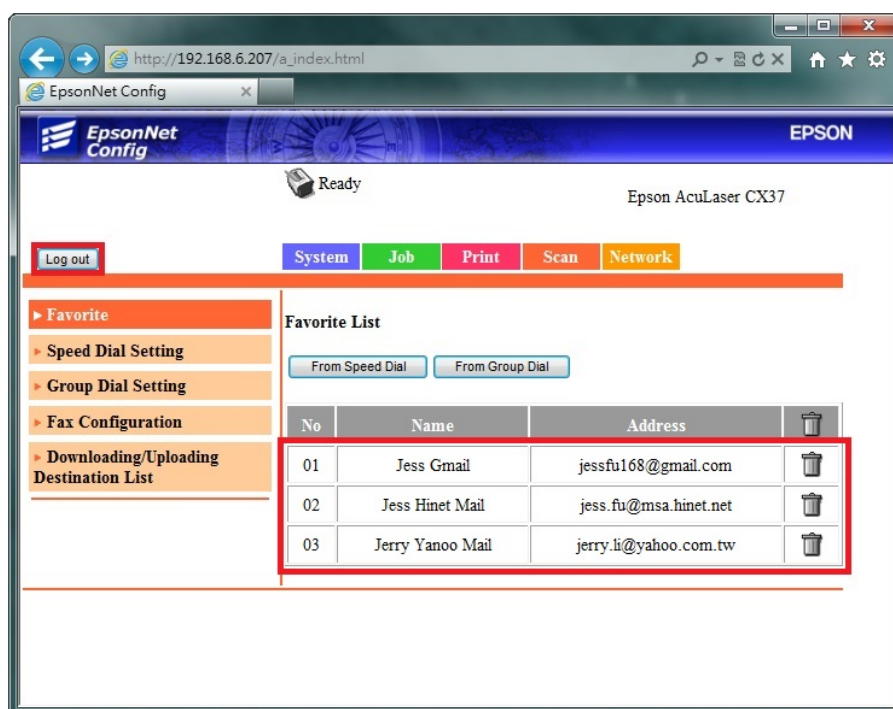 http://192.168.6.207/a_index.html
EpsonNet Config
EpsonNet
Config
EPSON
Ready
Epson AcuLaser CX37
Log out
System Job Print Scan Network
Favorite
Speed Dial Setting
Group Dial Setting
Fax Configuration
Downloading/Uploading
Destination List
Favorite List
From Speed Dial From Group Dial
No Name Address
01 Jess Gmail jessfu168@gmail.com
02 Jess Hinet Mail jess.fu@msa.hinet.net
03 Jerry Yanoo Mail jerry.li@yahoo.com.tw